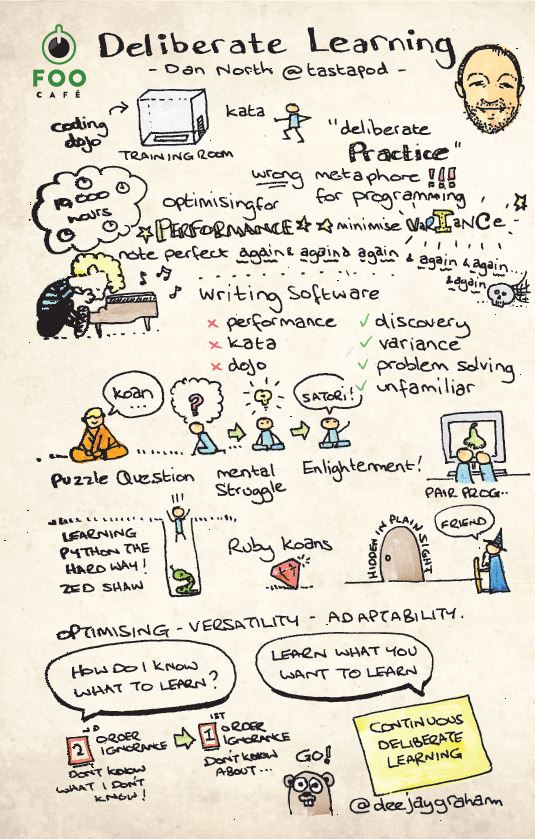 FOO
CAFÉ
Deliberate Learning
- Dan North @tastapod -
coding
dojo
TRAINING ROOM
kata
"deliberate
Practice"
wrong metaphore !!!
for programming
10 000
hours
optimising for
PERFORMANCE
minimise VARIANCE
note perfect again & again & again & again & again...
& again
Writing Software
x performance
✓ discovery
x kata
✓ variance
x dojo
✓ problem solving
✓ unfamiliar
koan
...
?
?
SATORI!
Puzzle Question
mental
Struggle
Enlightenment!
PAIR PROG..
!!!
LEARNING
PYTHON THE
HARD WAY!
ZED SHAW
Ruby Koans
HIDDEN IN PLAIN SIGHT
FRIEND
OPTIMISING - VERSATILITY - ADAPTABILITY.
HOW DO I KNOW
WHAT TO LEARN?
LEARN WHAT YOU
WANT TO LEARN
2 ND ORDER
IGNORANCE
DON'T KNOW
WHAT I DON'T
KNOW!
1 1ST ORDER
IGNORANCE
DON'T KNOW
ABOUT...
GO!
CONTINUOUS
DELIBERATE
LEARNING
@deejaygraham